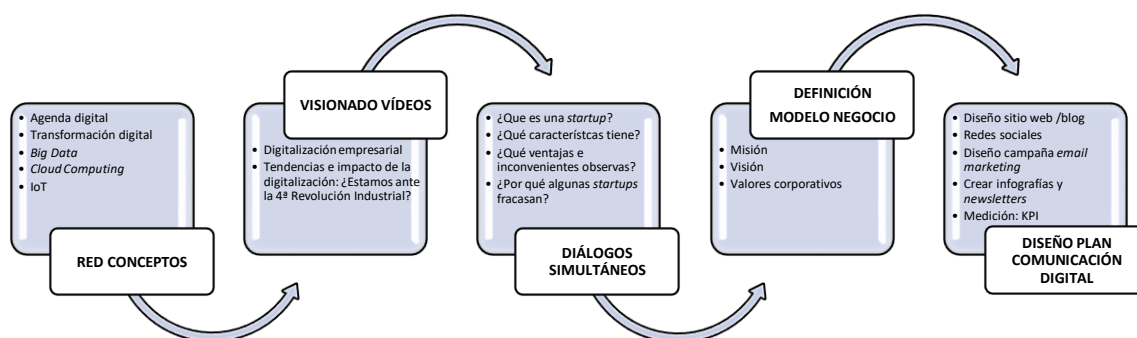 • Agenda digital
• Transformación digital
• Big Data
• Cloud Computing
• IoT
RED CONCEPTOS
VISIONADO VÍDEOS
• Digitalización empresarial
• Tendencias e impacto de la
digitalización: ¿Estamos ante
la 4ª Revolución Industrial?
• ¿Que es una startup?
• ¿Qué característcas tiene?
• ¿Qué ventajas e
inconvenientes observas?
• ¿Por qué algunas startups
fracasan?
DIÁLOGOS
SIMULTÁNEOS
DEFINICIÓN
MODELO NEGOCIO
• Misión
• Visión
• Valores corporativos
• Diseño sitio web /blog
• Redes sociales
• Diseño campaña email
marketing
• Crear infografías y
newsletters
• Medición: KPI
DISEÑO PLAN
COMUNICACIÓN
DIGITAL